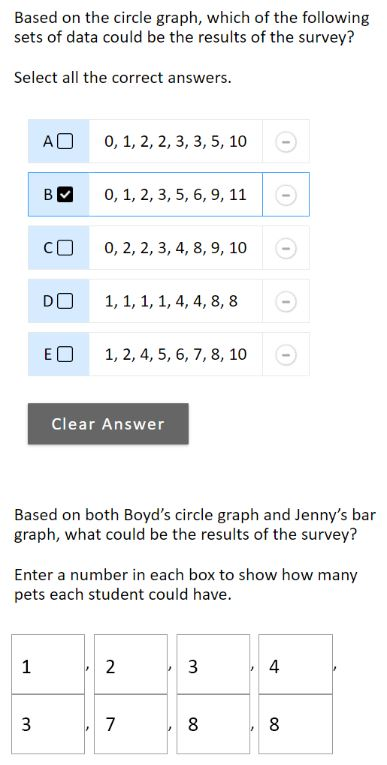 Based on the circle graph, which of the following
sets of data could be the results of the survey?
Select all the correct answers.
A 0, 1, 2, 2, 3, 3, 5, 10
B 0, 1, 2, 3, 5, 6, 9, 11
C 0, 2, 2, 3, 4, 8, 9, 10
D 1, 1, 1, 1, 4, 4, 8, 8
E 1, 2, 4, 5, 6, 7, 8, 10
Clear Answer
Based on both Boyd's circle graph and Jenny's bar
graph, what could be the results of the survey?
Enter a number in each box to show how many
pets each student could have.
1 , 2 , 3 , 4 ,
3 , 7 , 8 , 8